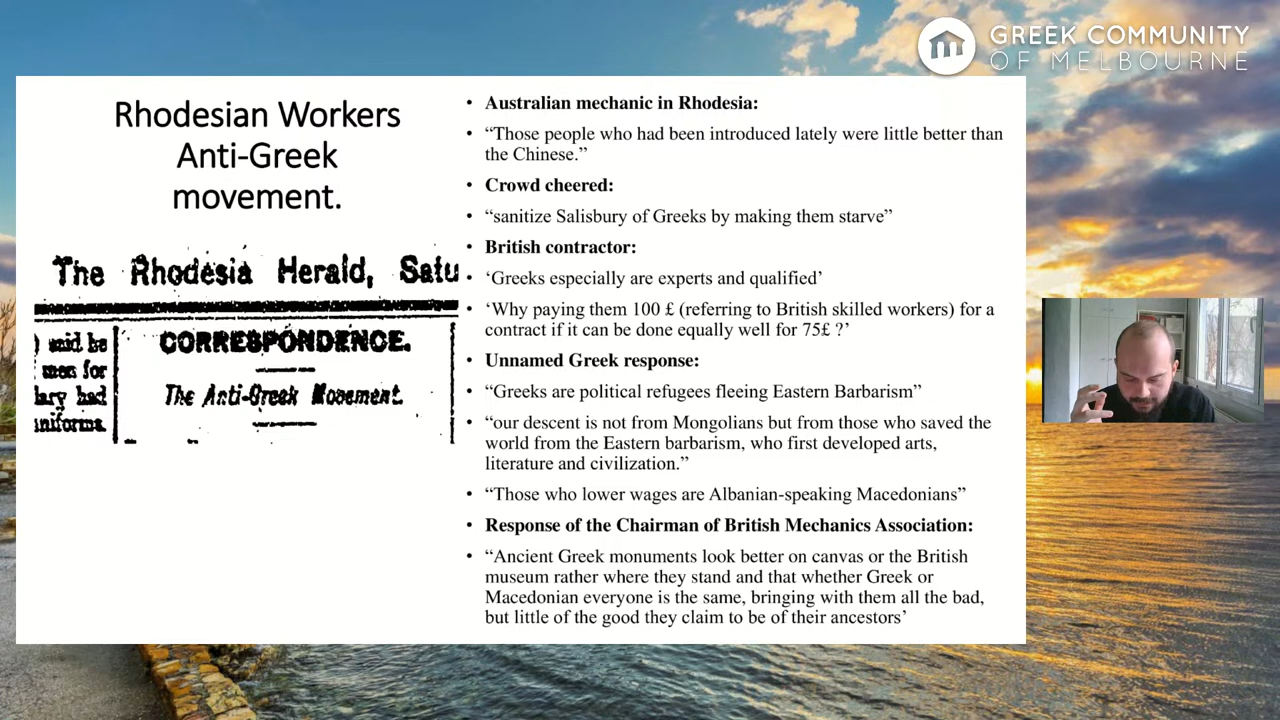 GREEK COMMUNITY
OF MELBOURNE
Rhodesian Workers
Anti-Greek
movement.
The Rhodesia Herald, Satu
) said he
men for
lary had
uniforms.
CORRESPONDENCE.
The Anti-Greek Movement.
• Australian mechanic in Rhodesia:
• “Those people who had been introduced lately were little better than
the Chinese.”
• Crowd cheered:
• “sanitize Salisbury of Greeks by making them starve”
• British contractor:
• ‘Greeks especially are experts and qualified’
• ‘Why paying them 100 £ (referring to British skilled workers) for a
contract if it can be done equally well for 75£ ?’
• Unnamed Greek response:
• “Greeks are political refugees fleeing Eastern Barbarism”
• “our descent is not from Mongolians but from those who saved the
world from the Eastern barbarism, who first developed arts,
literature and civilization.”
• “Those who lower wages are Albanian-speaking Macedonians”
• Response of the Chairman of British Mechanics Association:
• “Ancient Greek monuments look better on canvas or the British
museum rather where they stand and that whether Greek or
Macedonian everyone is the same, bringing with them all the bad,
but little of the good they claim to be of their ancestors’